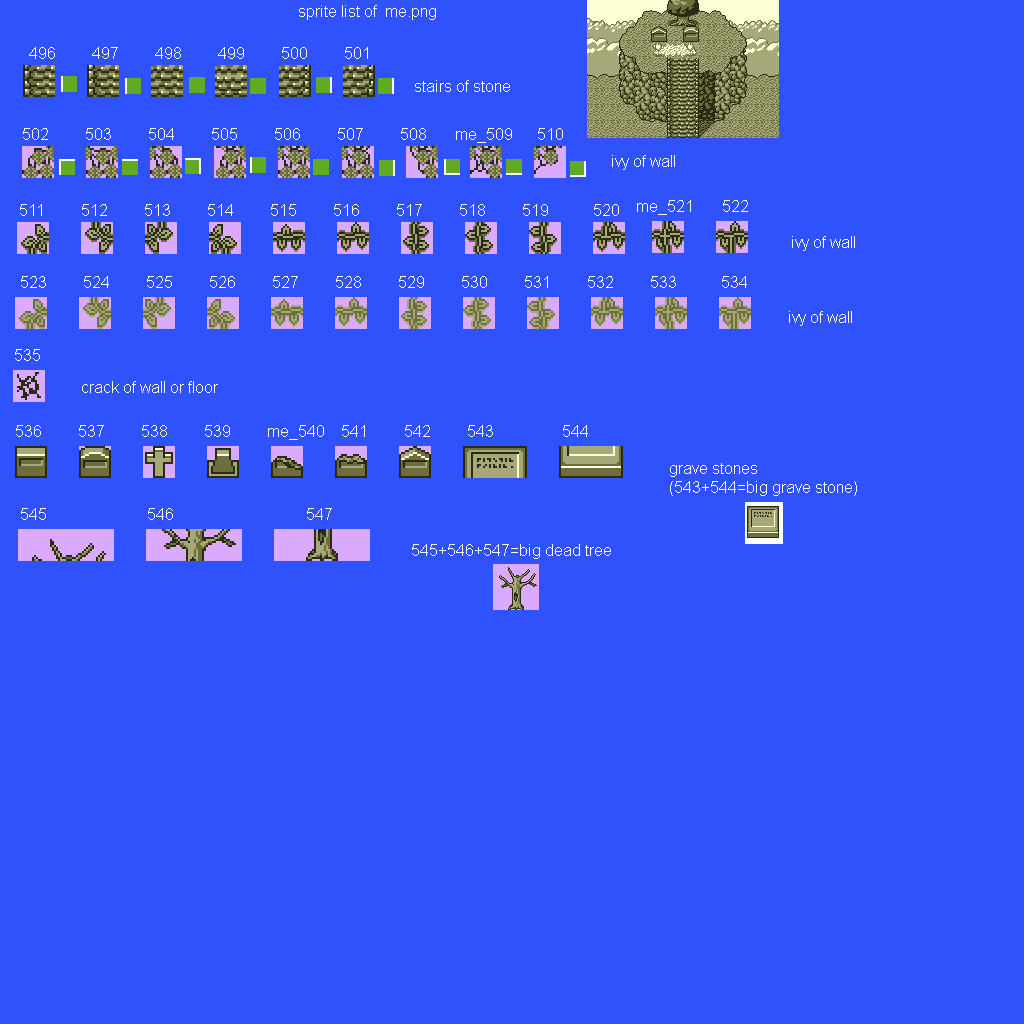 sprite list of  me.png
496 497 498 499 500 501
stairs of stone
502 503 504 505 506 507 508 me_509 510
ivy of wall
511 512 513 514 515 516 517 518 519 520 me_521 522
ivy of wall
523 524 525 526 527 528 529 530 531 532 533 534
ivy of wall
535
crack of wall or floor
536 537 538 539 me_540 541 542 543 544
grave stones
(543+544=big grave stone)
545 546 547
545+546+547=big dead tree